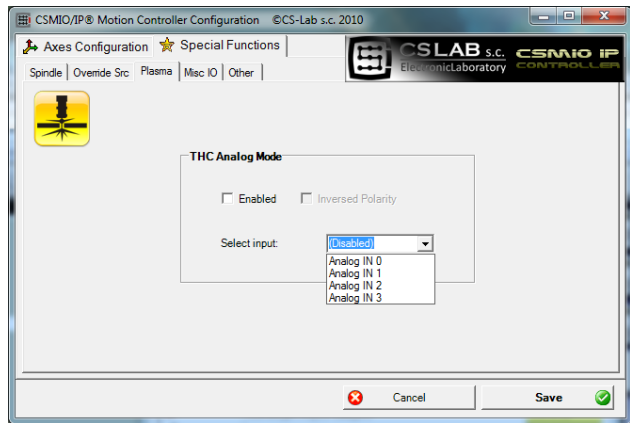 CSMIO/IP® Motion Controller Configuration ©CS-Lab s.c. 2010
Axes Configuration Special Functions
CSLAB s.c.
ElectronicLaboratory
CSMIO IP
CONTROLLER
Spindle Override Src Plasma Misc IO Other
THC Analog Mode
Enabled Inversed Polarity
Select input: (Disabled)
Analog IN 0
Analog IN 1
Analog IN 2
Analog IN 3
Cancel Save